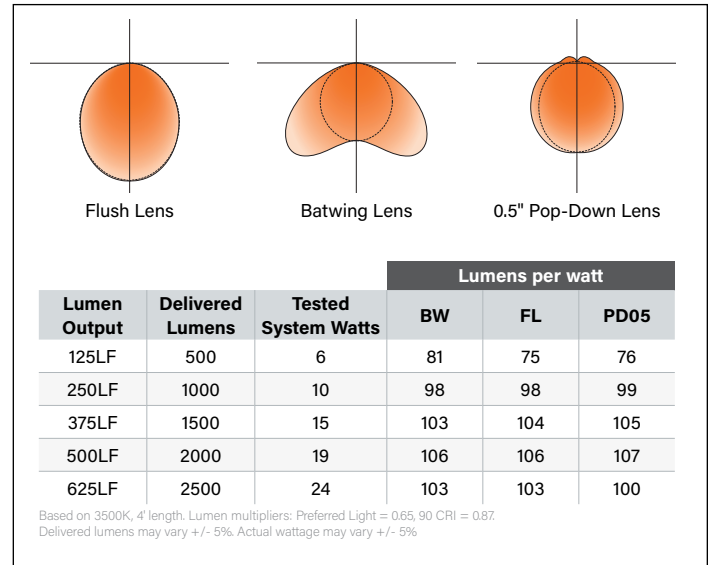 Flush Lens Batwing Lens 0.5" Pop-Down Lens
Lumens per watt
Lumen Output Delivered Lumens Tested System Watts BW FL PD05
125LF 500 6 81 75 76
250LF 1000 10 98 98 99
375LF 1500 15 103 104 105
500LF 2000 19 106 106 107
625LF 2500 24 103 103 100
Based on 3500K, 4' length. Lumen multipliers: Preferred Light = 0.65, 90 CRI = 0.87.
Delivered lumens may vary +/- 5%. Actual wattage may vary +/- 5%